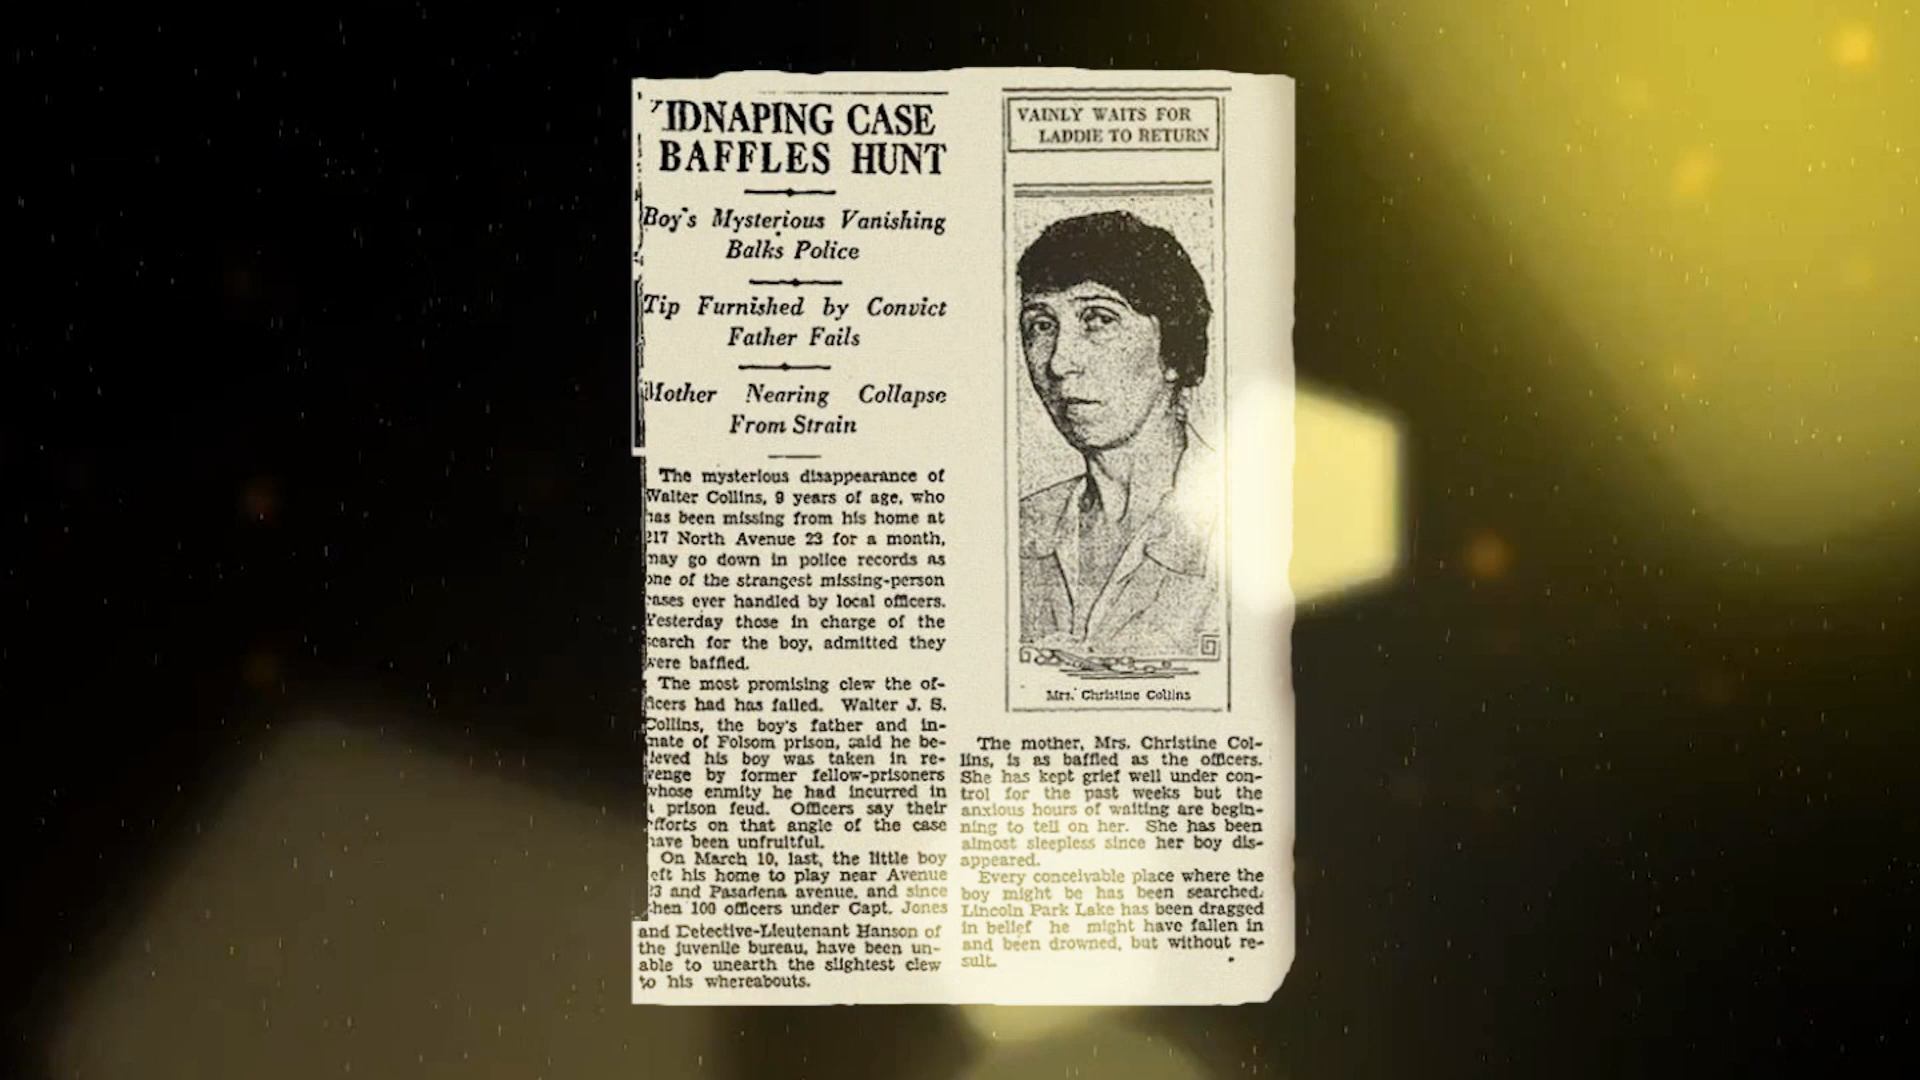 KIDNAPING CASE
BAFFLES HUNT
Boy's Mysterious Vanishing
Balks Police
Tip Furnished by Convict
Father Fails
Mother Nearing Collapse
From Strain
The mysterious disappearance of
Walter Collins, 9 years of age, who
has been missing from his home at
217 North Avenue 23 for a month,
may go down in police records as
one of the strangest missing-person
cases ever handled by local officers.
Yesterday those in charge of the
search for the boy, admitted they
were baffled.
The most promising clew the of-
ficers had has failed. Walter J. S.
Collins, the boy's father and in-
mate of Folsom prison, said he be-
lieved his boy was taken in re-
venge by former fellow-prisoners
whose enmity he had incurred in
a prison feud. Officers say their
efforts on that angle of the case
have been unfruitful.
On March 10, last, the little boy
left his home to play near Avenue
23 and Pasadena avenue, and since
then 100 officers under Capt. Jones
and Detective-Lieutenant Hanson of
the juvenile bureau, have been un-
able to unearth the slightest clew
to his whereabouts.
VAINLY WAITS FOR
LADDIE TO RETURN
Mrs. Christine Collins
The mother, Mrs. Christine Col-
lins, is as baffled as the officers.
She has kept grief well under con-
trol for the past weeks but the
anxious hours of waiting are begin-
ning to tell on her. She has been
almost sleepless since her boy dis-
appeared.
Every conceivable place where the
boy might be has been searched.
Lincoln Park Lake has been dragged
in belief he might have fallen in
and been drowned, but without re-
sult.